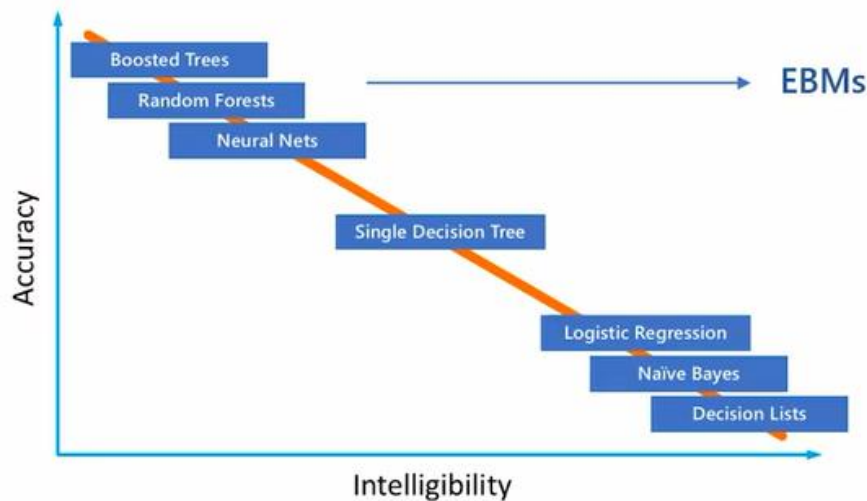 Boosted Trees
EBMs
Random Forests
Neural Nets
Single Decision Tree
Logistic Regression
Naïve Bayes
Decision Lists
Accuracy
Intelligibility